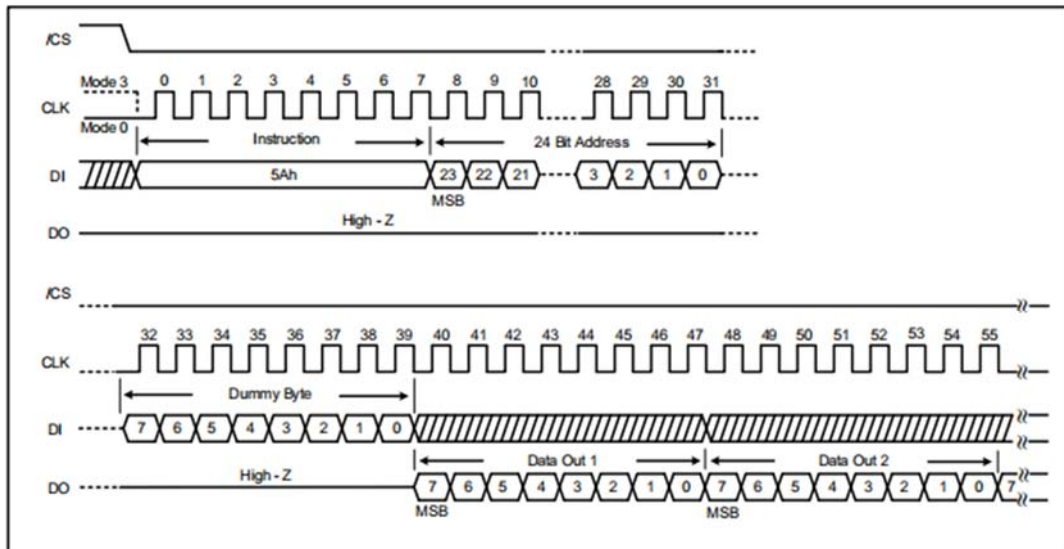 /CS
Mode 3 0 1 2 3 4 5 6 7 8 9 10 28 29 30 31
CLK
Mode 0
Instruction 24 Bit Address
DI 5Ah 23 22 21 3 2 1 0
MSB
High - Z
DO
/CS
32 33 34 35 36 37 38 39 40 41 42 43 44 45 46 47 48 49 50 51 52 53 54 55
CLK
Dummy Byte
DI 7 6 5 4 3 2 1 0
Data Out 1 Data Out 2
High - Z
DO 7 6 5 4 3 2 1 0 7 6 5 4 3 2 1 0 7
MSB MSB